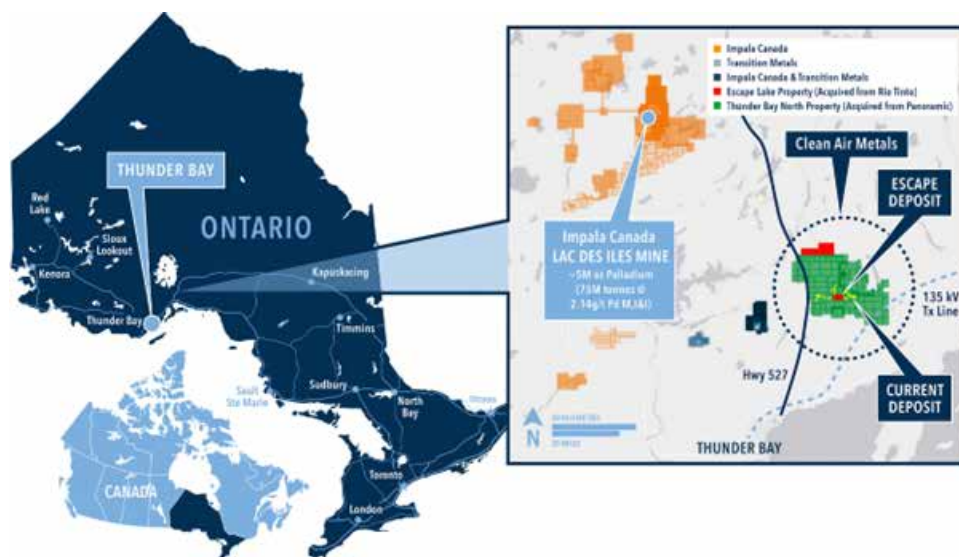 THUNDER BAY
ONTARIO
Red
Lake
Sioux
Lookout
Kenora
Thunder Bay
Kapuskasing
Timmins
Sudbury
North
Bay
Sault
Ste Marie
Ottawa
Toronto
London
CANADA
Impala Canada
Transition Metals
Impala Canada & Transition Metals
Escape Lake Property (Acquired from Rio Tinto)
Thunder Bay North Property (Acquired from Panoramic)
Clean Air Metals
ESCAPE
DEPOSIT
Impala Canada
LAC DES ILES MINE
~5M oz Palladium
(75M tonnes @
2.14g/t Pd M,I&I)
135 kV
Tx Line
Hwy 527
CURRENT
DEPOSIT
N
THUNDER BAY